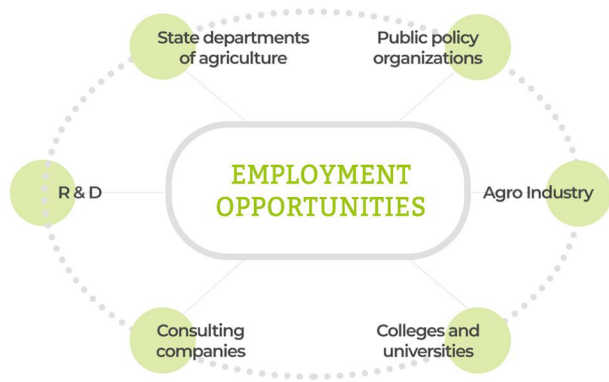 State departments
of agriculture
Public policy
organizations
R & D
EMPLOYMENT
OPPORTUNITIES
Agro Industry
Consulting
companies
Colleges and
universities